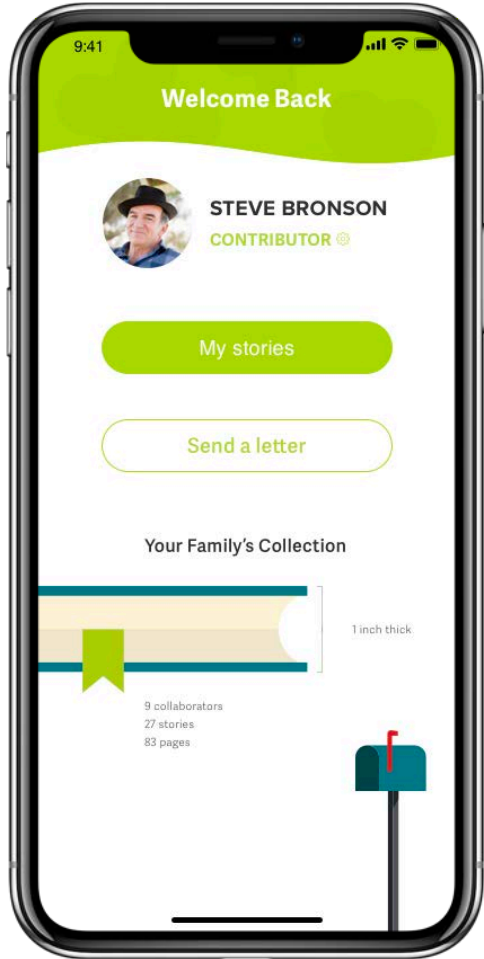 9:41
Welcome Back
STEVE BRONSON
CONTRIBUTOR
My stories
Send a letter
Your Family's Collection
1 inch thick
9 collaborators
27 stories
83 pages